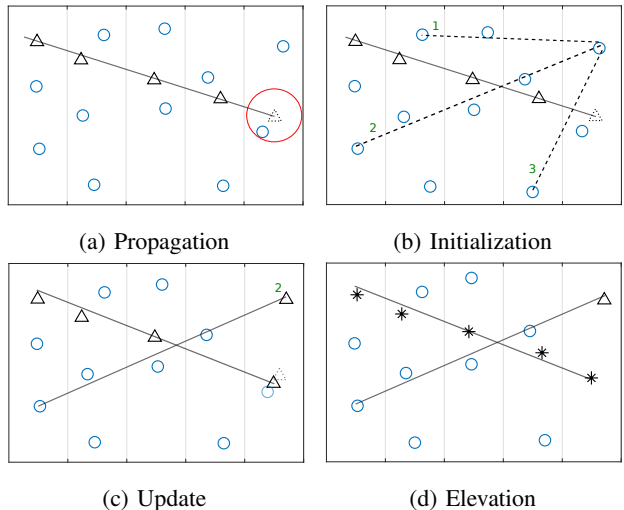 (a) Propagation
1
2
3
(b) Initialization
2
(c) Update
(d) Elevation